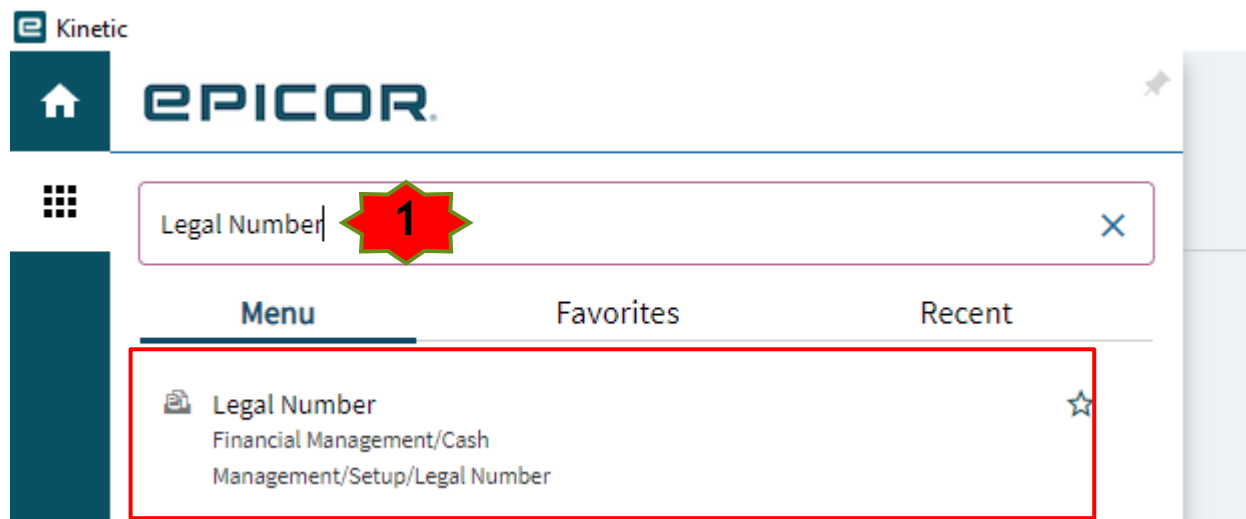 Kinetic
EPICOR.
Legal Number
1
Menu Favorites Recent
Legal Number
Financial Management/Cash
Management/Setup/Legal Number